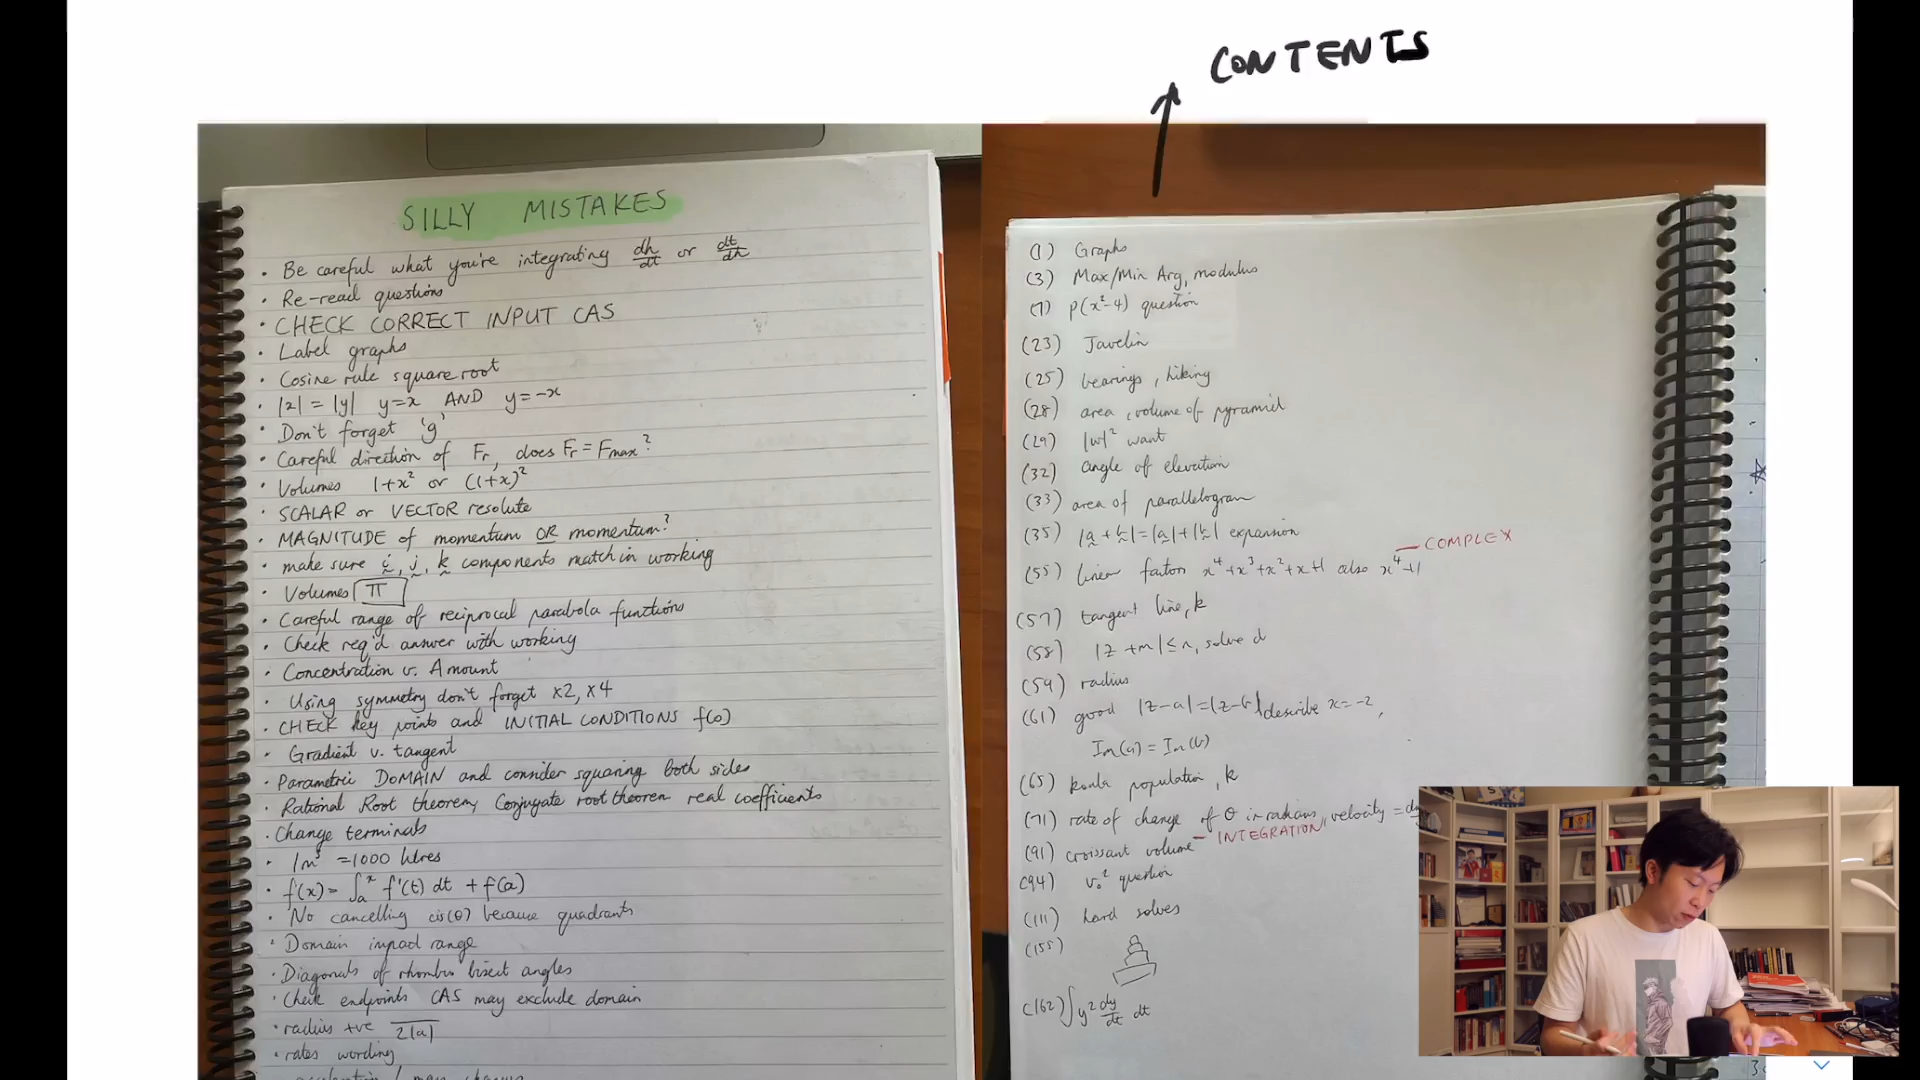 CONTENTS
SILLY MISTAKES
• Be careful what you're integrating dh/dt or dt/dh
• Re-read questions
• CHECK CORRECT INPUT CAS
• Label graphs
• Cosine rule square root
• |x| = |y| y=x AND y=-x
• Don't forget 'g'
• Careful direction of Fr, does Fr = Fmax?
• Volumes 1+x² or (1+x)²
• SCALAR or VECTOR resolute
• MAGNITUDE of momentum OR momentum?
• make sure i, j, k components match in working
• Volumes π
• Careful range of reciprocal parabola functions
• Check req'd answer with working
• Concentration v. Amount
• Using symmetry don't forget x2, x4
• CHECK key points and INITIAL CONDITIONS f(0)
• Gradient v. tangent
• Parametric DOMAIN and consider squaring both sides
• Rational Root theorem, Conjugate root theorem real coefficients
• Change terminals
• 1m³ = 1000 litres
• f(x) = ∫ₐˣ f'(t) dt + f(a)
• No cancelling cis(θ) because quadrants
• Domain impact range
• Diagonals of rhombus bisect angles
• Check endpoints CAS may exclude domain
• radius +ve 2|a|
• rates wording
(1) Graphs
(3) Max/Min Arg, modulus
(7) p(x²-4) question
(23) Javelin
(25) bearings, hiking
(28) area, volume of pyramid
(29) |w|² want
(32) angle of elevation
(33) area of parallelogram
(35) |a + b| = |a| + |b| expansion
(55) linear factors x⁴+x³+x²+x+1 also x⁴+1 — COMPLEX
(57) tangent line, k
(58) |z + m| ≤ n, solve d
(59) radius
(61) good |z-a| = |z-b|, describe x=-2,
Im(a) = Im(b)
(65) koala population, k
(71) rate of change of θ in radians, velocity =
(91) croissant volume — INTEGRATION
(94) v₀² question
(111) hard solves
(155)
(162) ∫ y² dy/dt dt